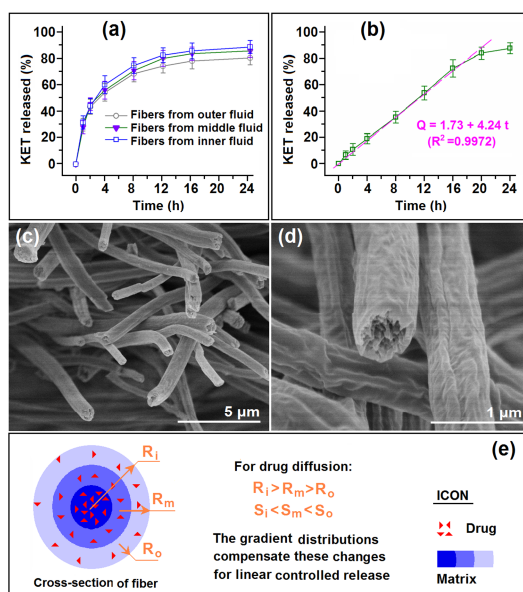 (a)
KET released (%)
100
80
60
40
20
0
Fibers from outer fluid
Fibers from middle fluid
Fibers from inner fluid
0 4 8 12 16 20 24
Time (h)
(b)
KET released (%)
100
80
60
40
20
0
Q = 1.73 + 4.24 t
(R²=0.9972)
0 4 8 12 16 20 24
Time (h)
(c)
5 μm
(d)
1 μm
(e)
Ri
Rm
Ro
Cross-section of fiber
For drug diffusion:
Ri>Rm>Ro
Si<Sm<So
The gradient distributions
compensate these changes
for linear controlled release
ICON
Drug
Matrix